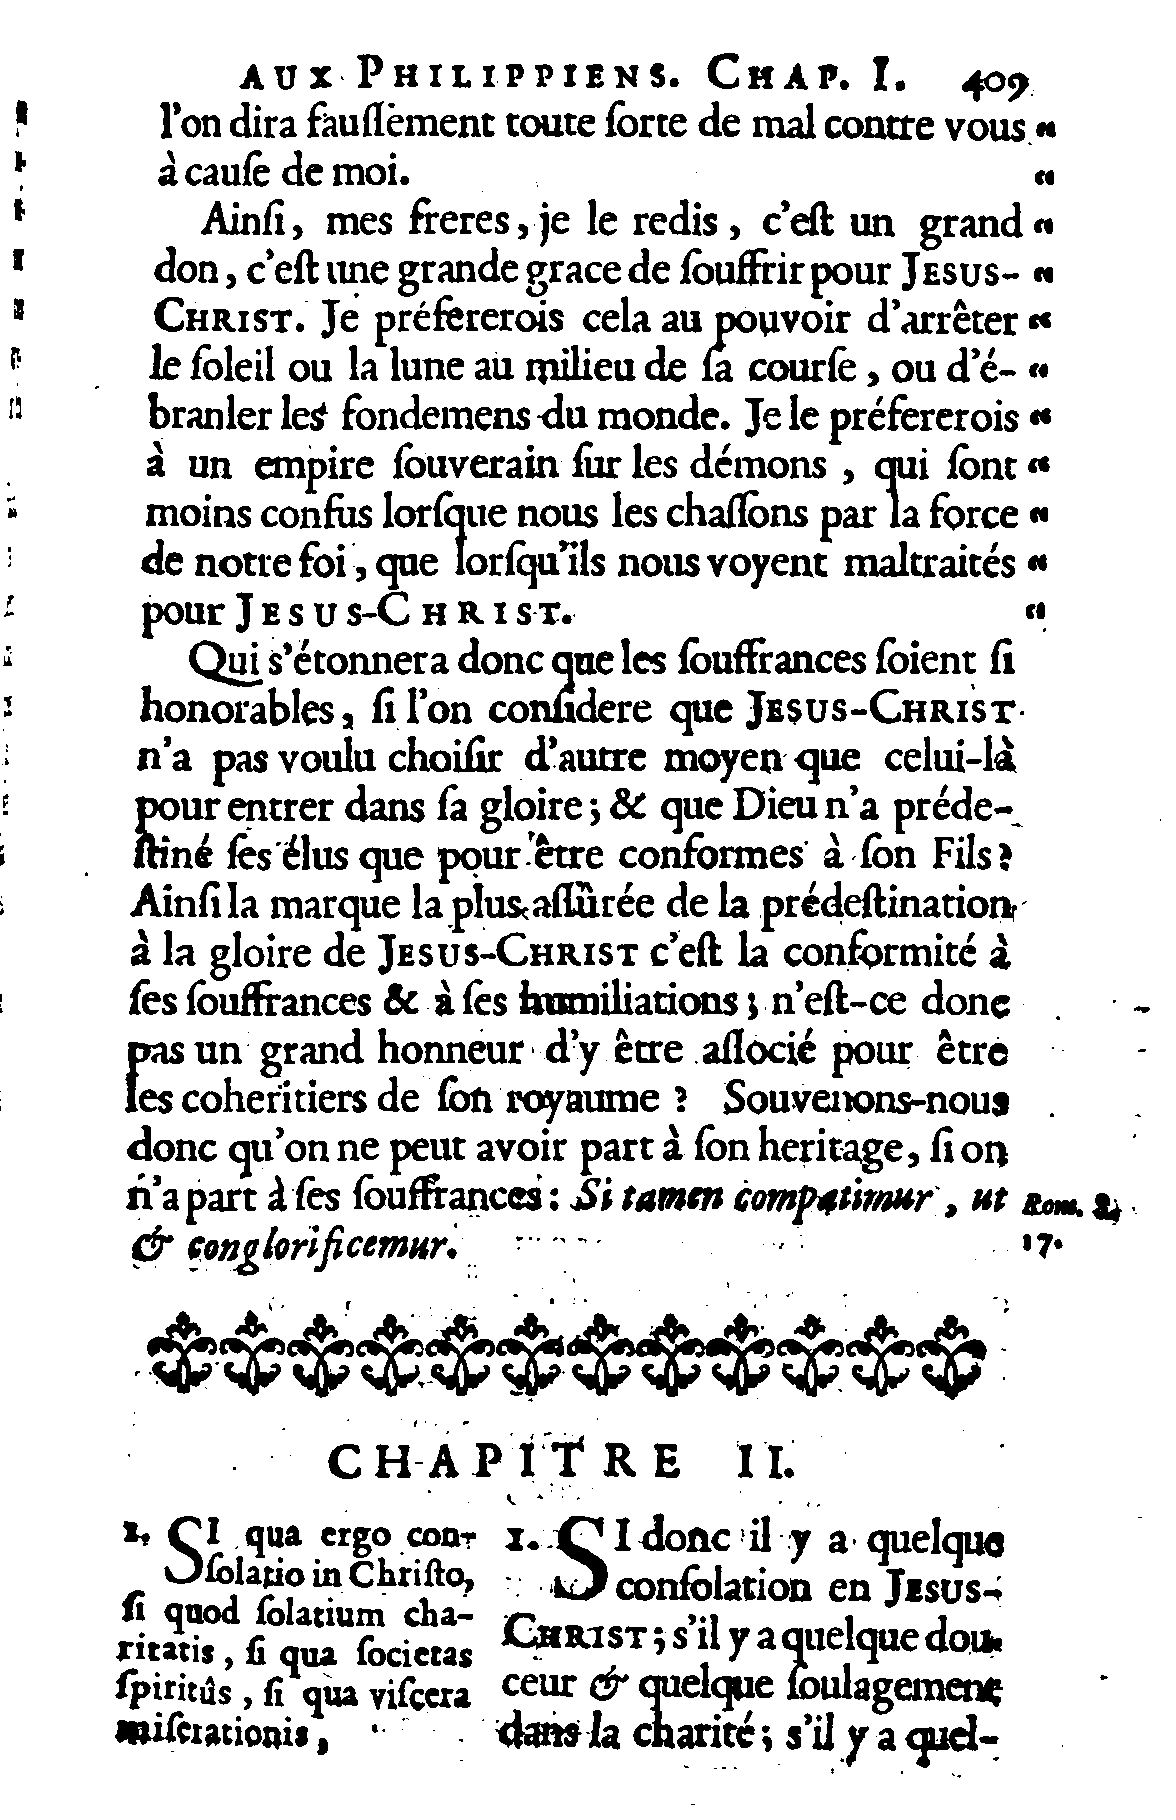 AUX PHILIPPIENS. CHAP. I. 409
l'on dira fauſſement toute ſorte de mal contre vous “
à cauſe de moi. “
Ainſi, mes freres, je le redis, c'eſt un grand “
don, c'eſt une grande grace de ſouffrir pour JESUS- “
CHRIST. Je préfererois cela au pouvoir d'arrêter “
le ſoleil ou la lune au milieu de ſa courſe, ou d'é- “
branler les fondemens du monde. Je le préfererois “
à un empire ſouverain ſur les démons, qui ſont “
moins confus lorſque nous les chaſſons par la force “
de notre foi, que lorſqu'ils nous voyent maltraités “
pour JESUS-CHRIST. “
Qui s'étonnera donc que les ſouffrances ſoient ſi
honorables, ſi l'on conſidere que JESUS-CHRIST
n'a pas voulu choiſir d'autre moyen que celui-là
pour entrer dans ſa gloire; & que Dieu n'a préde-
ſtiné ſes élus que pour être conformes à ſon Fils?
Ainſi la marque la plus aſſûrée de la prédeſtination
à la gloire de JESUS-CHRIST c'eſt la conformité à
ſes ſouffrances & à ſes humiliations; n'eſt-ce donc
pas un grand honneur d'y être aſſocié pour être
les coheritiers de ſon royaume? Souvenons-nous
donc qu'on ne peut avoir part à ſon heritage, ſi on
n'a part à ſes ſouffrances: Si tamen compatimur, ut
& conglorificemur.
Rom. 8.
17.
CHAPITRE II.
1. SI qua ergo con-
ſolatio in Chriſto,
ſi quod ſolatium cha-
ritatis, ſi qua ſocietas
ſpiritûs, ſi qua viſcera
miſerationis,
1. SI donc il y a quelque
conſolation en JESUS-
CHRIST; s'il y a quelque dou-
ceur & quelque ſoulagement
dans la charité; s'il y a quel-